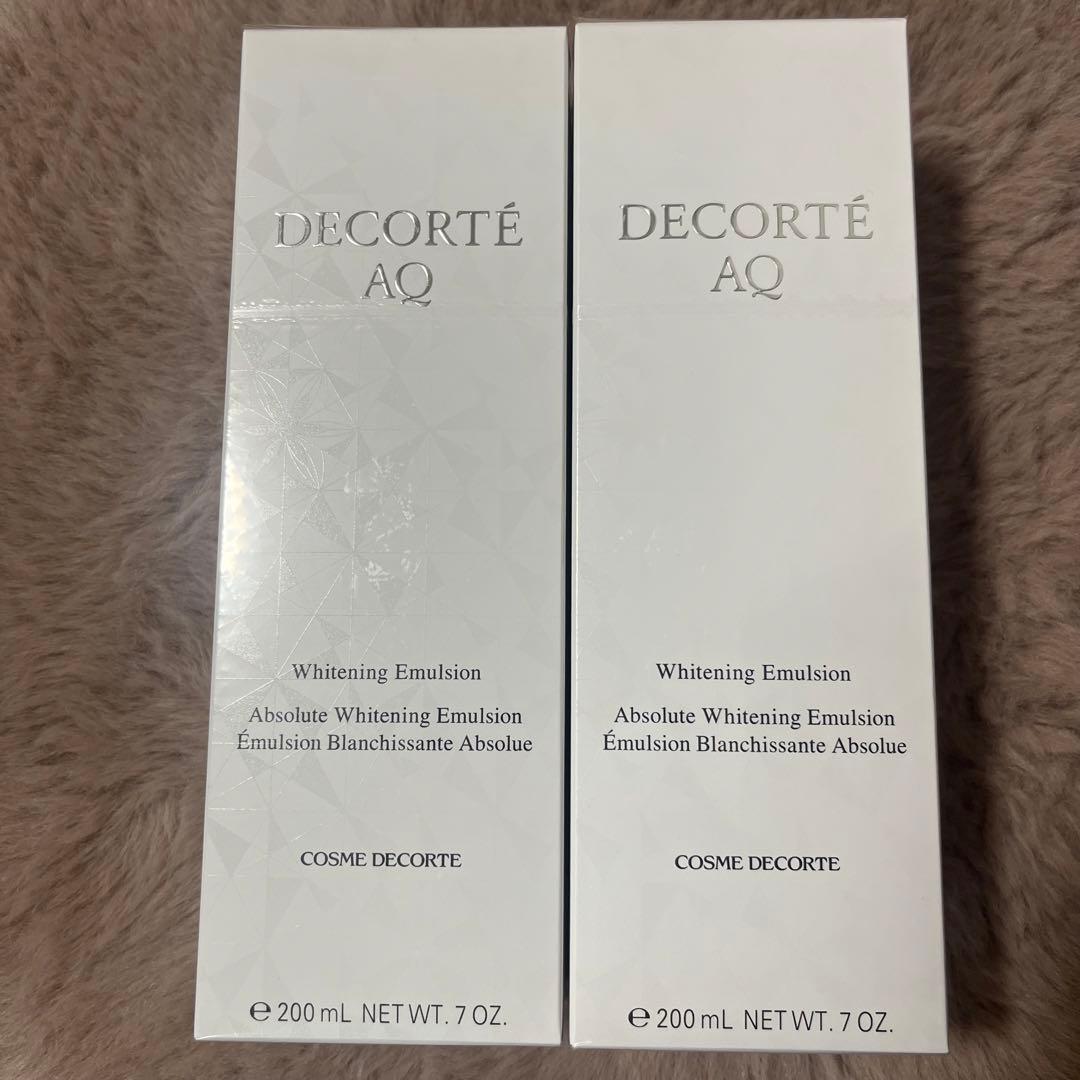 DECORTÉ
AQ
Whitening Emulsion
Absolute Whitening Emulsion
Émulsion Blanchissante Absolue
COSME DECORTE
℮ 200 mL NET WT. 7 OZ.
DECORTÉ
AQ
Whitening Emulsion
Absolute Whitening Emulsion
Émulsion Blanchissante Absolue
COSME DECORTE
℮ 200 mL NET WT. 7 OZ.